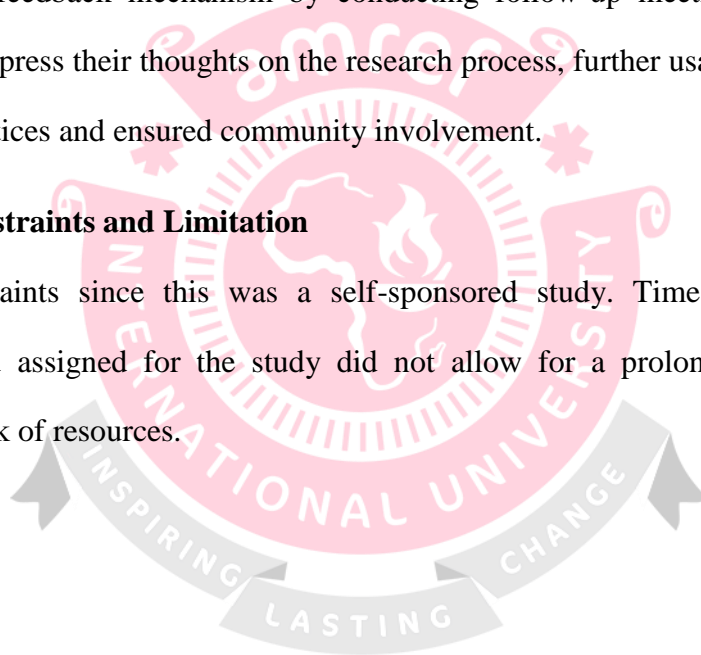 feedback mechanism by conducting follow-up meet
press their thoughts on the research process, further usa
tices and ensured community involvement.
straints and Limitation
aints since this was a self-sponsored study. Time
assigned for the study did not allow for a prolon
k of resources.
amref
INTERNATIONAL UNIVERSITY
INSPIRING LASTING CHANGE